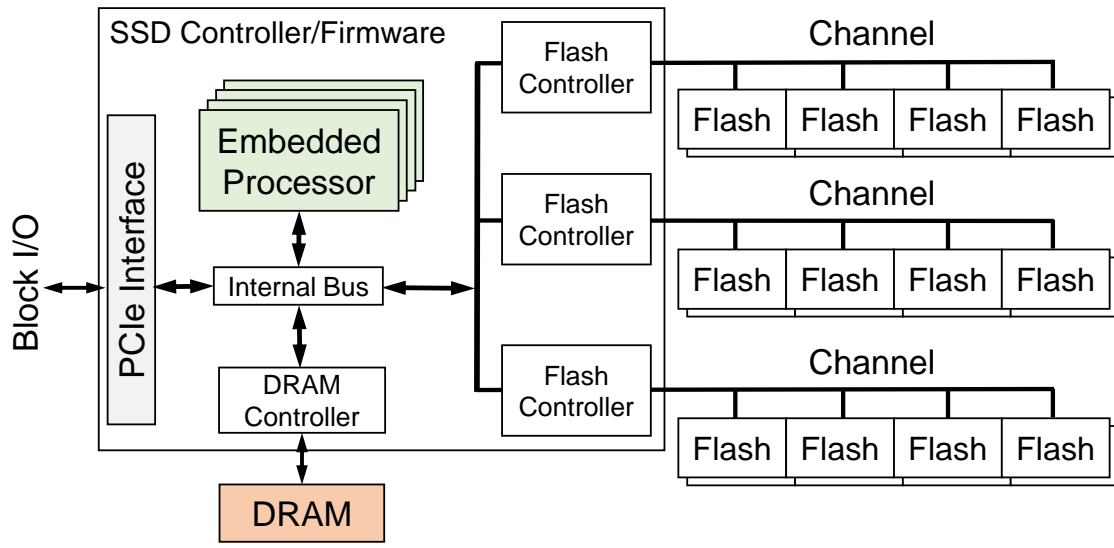 SSD Controller/Firmware
Block I/O
PCIe Interface
Embedded
Processor
Internal Bus
DRAM
Controller
DRAM
Flash
Controller
Channel
Flash Flash Flash Flash
Flash
Controller
Channel
Flash Flash Flash Flash
Flash
Controller
Channel
Flash Flash Flash Flash